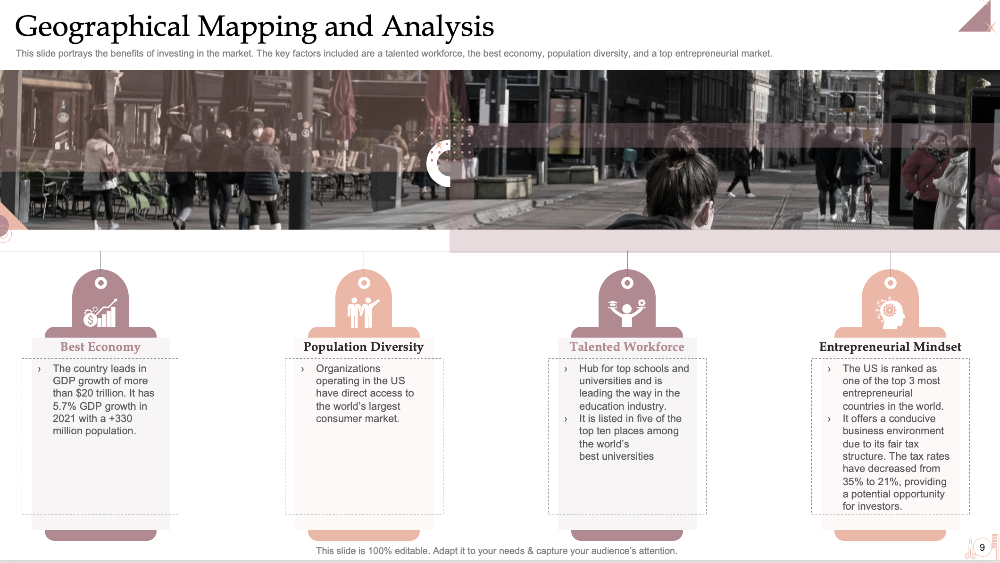 Geographical Mapping and Analysis
This slide portrays the benefits of investing in the market. The key factors included are a talented workforce, the best economy, population diversity, and a top entrepreneurial market.
Best Economy
› The country leads in
GDP growth of more
than $20 trillion. It has
5.7% GDP growth in
2021 with a +330
million population.
Population Diversity
› Organizations
operating in the US
have direct access to
the world’s largest
consumer market.
Talented Workforce
› Hub for top schools and
universities and is
leading the way in the
education industry.
› It is listed in five of the
top ten places among
the world’s
best universities
Entrepreneurial Mindset
› The US is ranked as
one of the top 3 most
entrepreneurial
countries in the world.
› It offers a conducive
business environment
due to its fair tax
structure. The tax rates
have decreased from
35% to 21%, providing
a potential opportunity
for investors.
This slide is 100% editable. Adapt it to your needs & capture your audience’s attention.
9